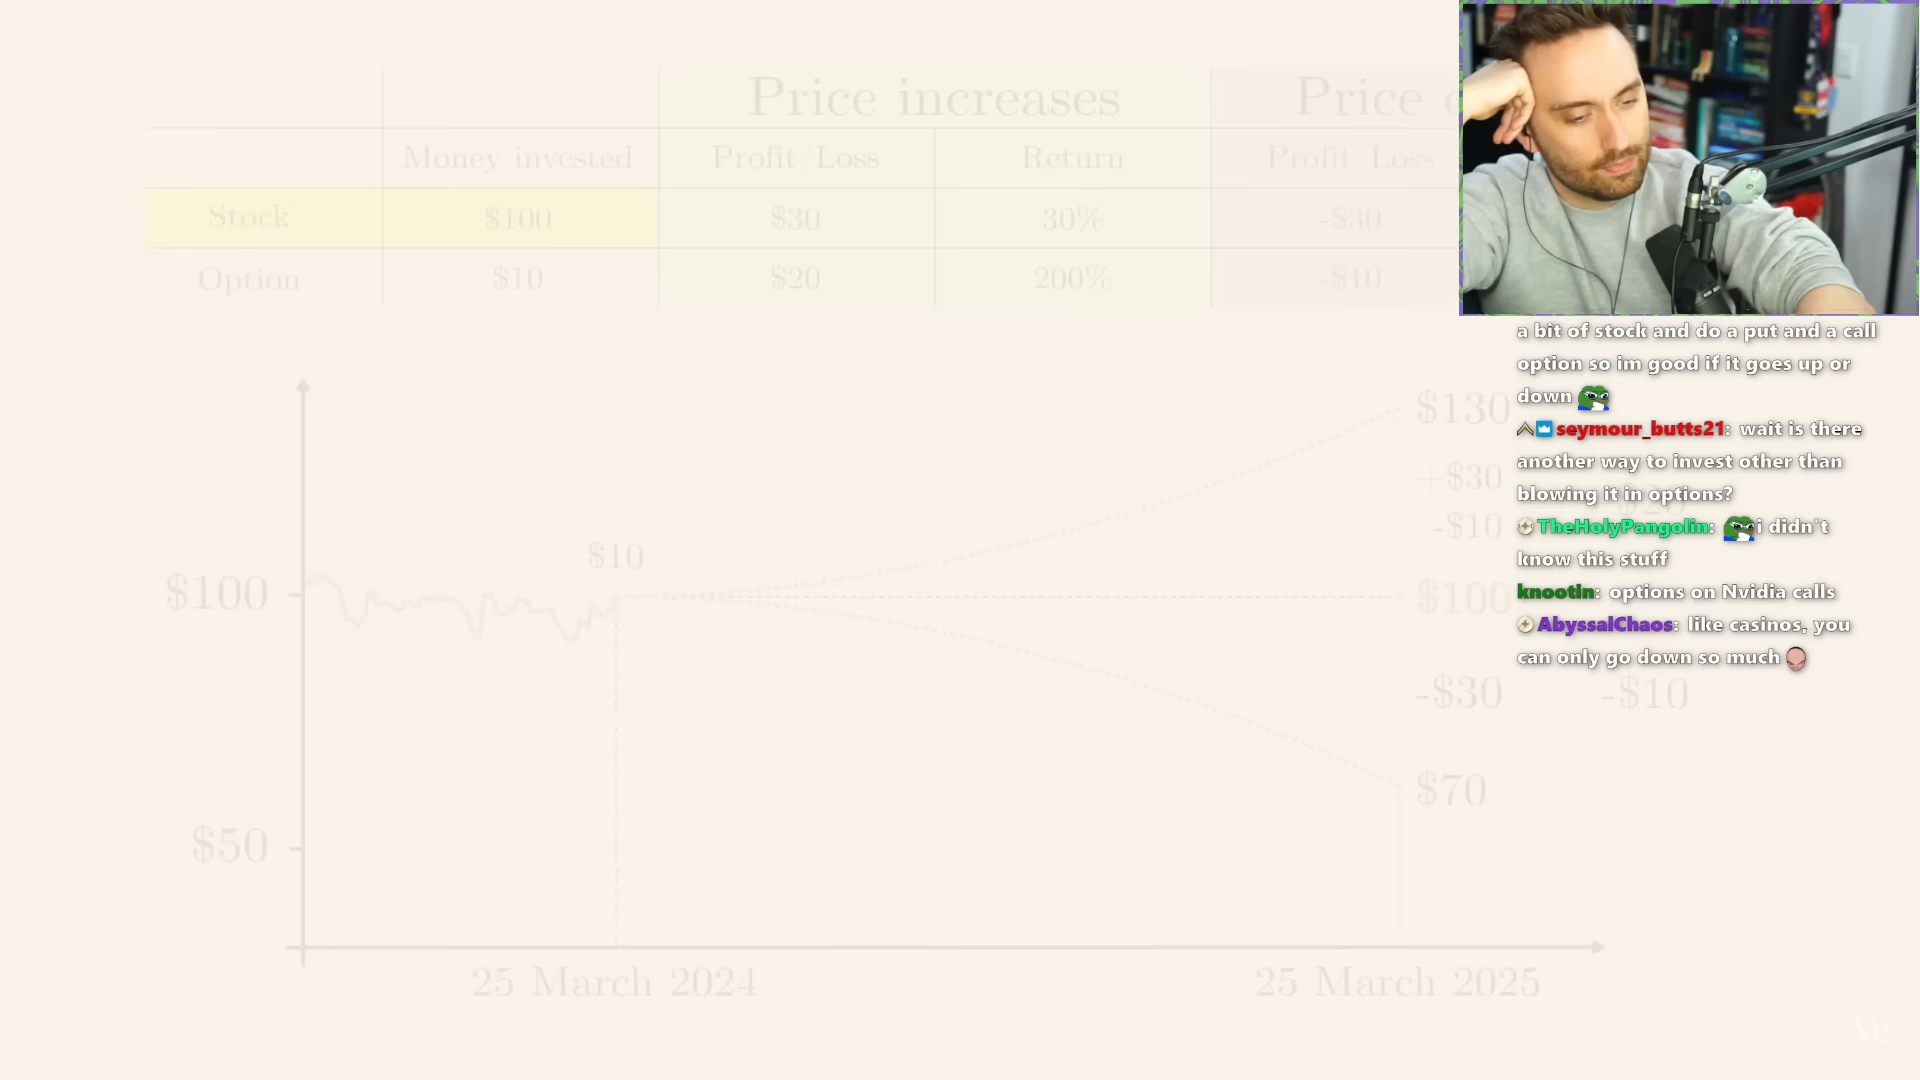 Price increases Price
Money invested Profit/Loss Return Profit/Loss
Stock $100 $30 30% -$30
Option $10 $20 200% -$10
$130
+$30
-$10 $20
$10
$100 $100
-$30 -$10
$70
$50
25 March 2024 25 March 2025
a bit of stock and do a put and a call
option so im good if it goes up or
down
seymour_butts21: wait is there
another way to invest other than
blowing it in options?
TheHolyPangolin: i didn't
know this stuff
knootin: options on Nvidia calls
AbyssalChaos: like casinos, you
can only go down so much